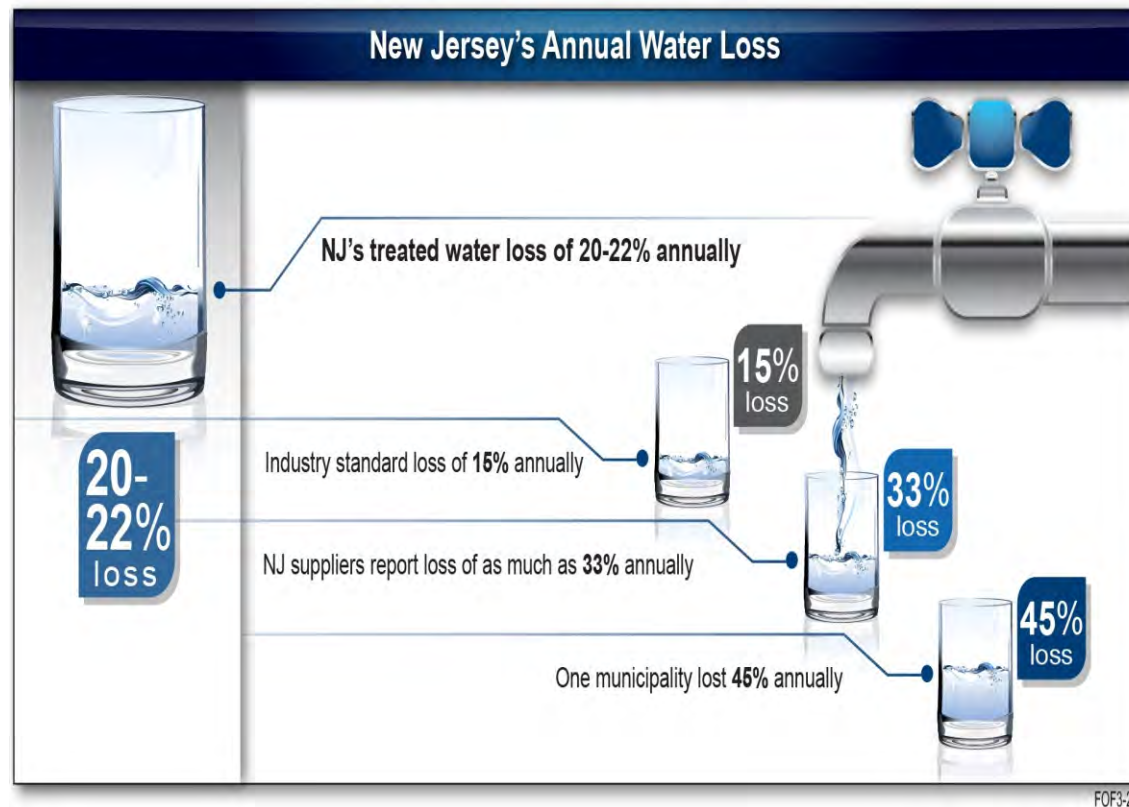 New Jersey's Annual Water Loss
NJ's treated water loss of 20-22% annually
15%
loss
Industry standard loss of 15% annually
20-
22%
loss
33%
loss
NJ suppliers report loss of as much as 33% annually
45%
loss
One municipality lost 45% annually